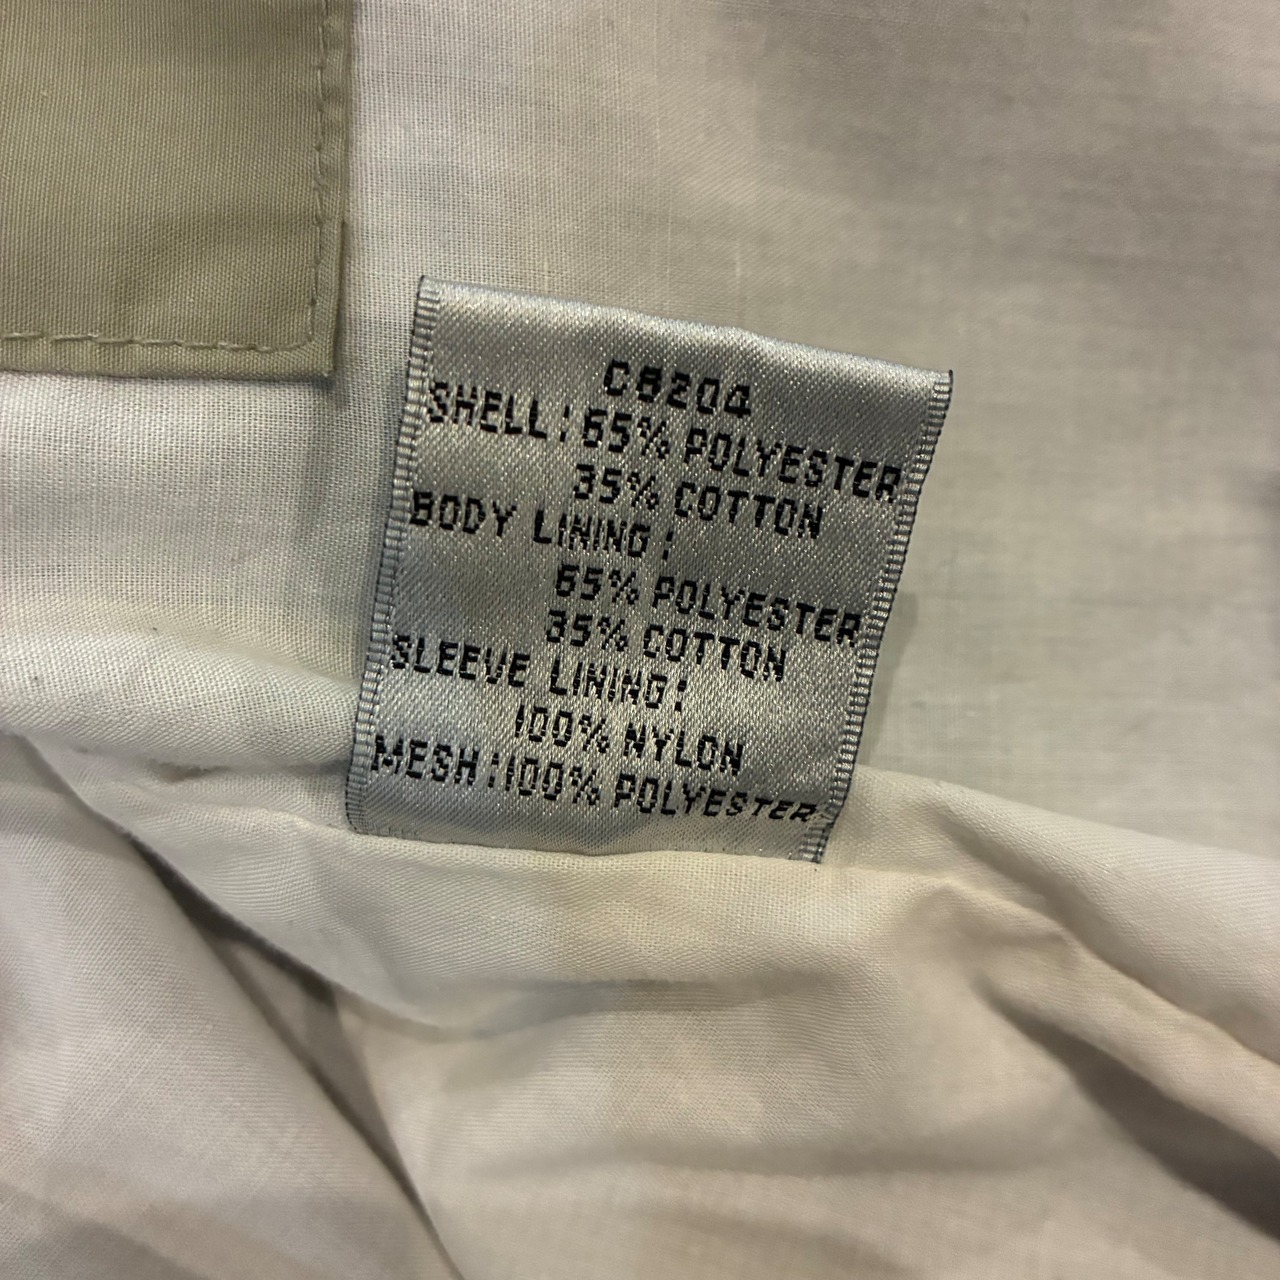 C8204
SHELL: 65% POLYESTER
35% COTTON
BODY LINING:
65% POLYESTER
35% COTTON
SLEEVE LINING:
100% NYLON
MESH: 100% POLYESTER